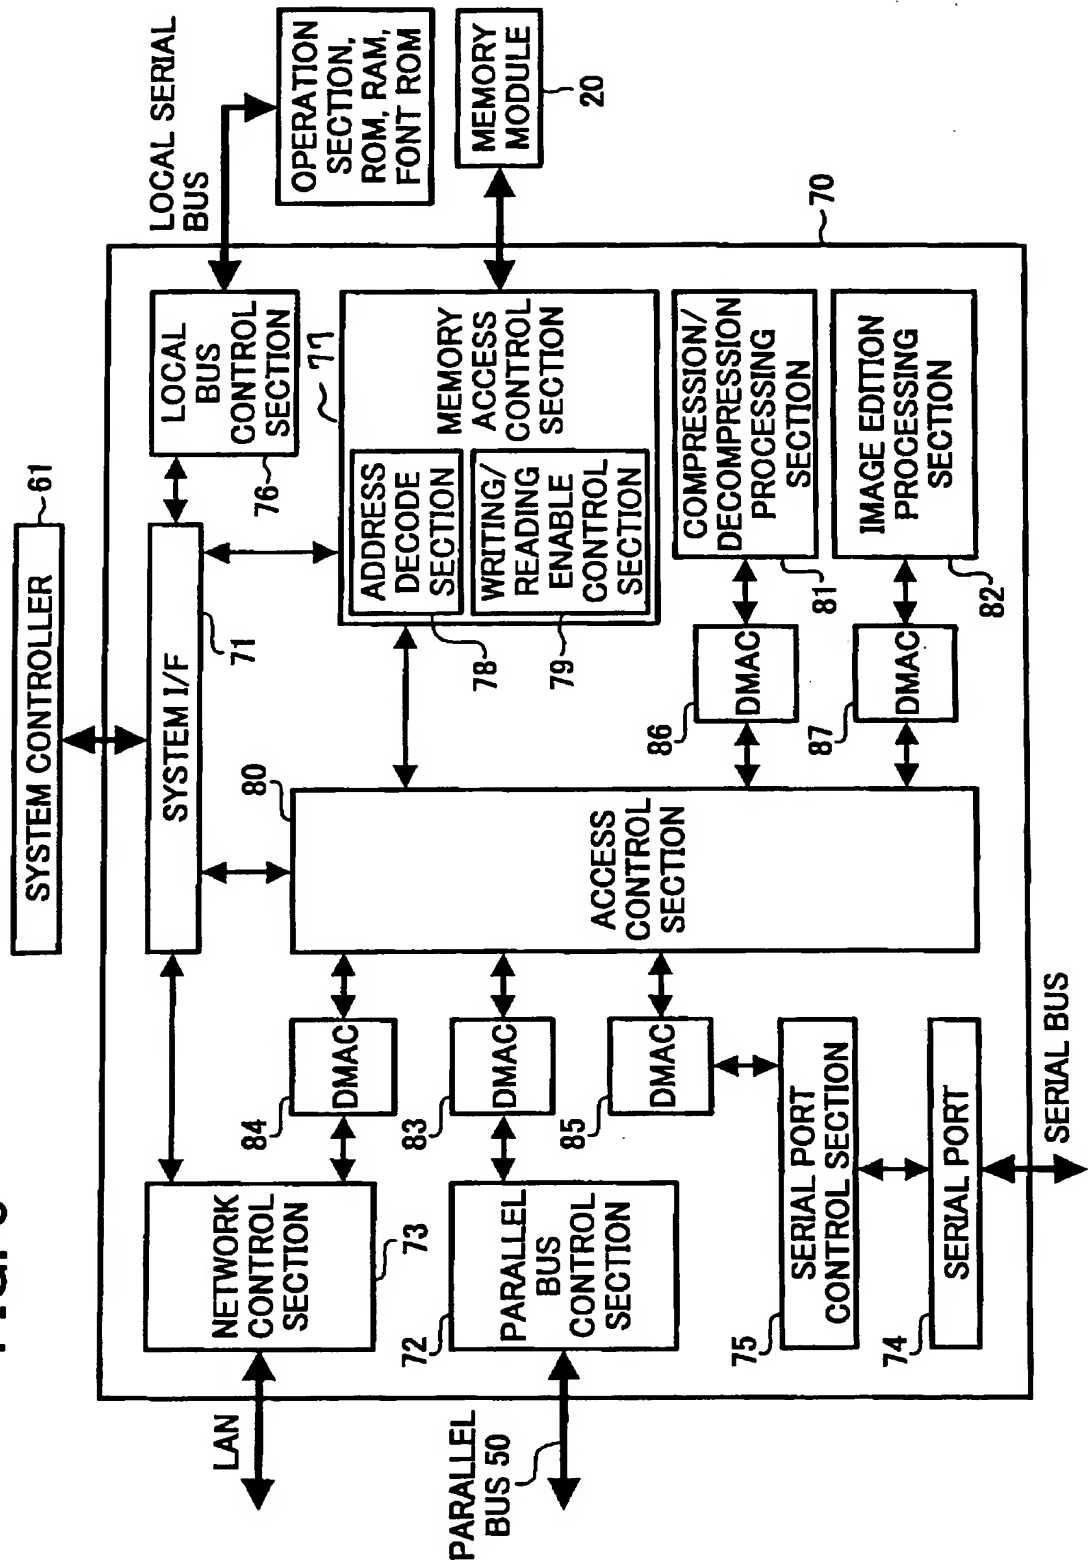 SYSTEM CONTROLLER
61
LOCAL SERIAL
BUS
OPERATION
SECTION,
ROM, RAM,
FONT ROM
MEMORY
MODULE
20
70
SYSTEM I/F
71
LOCAL
BUS
CONTROL
SECTION
76
77
MEMORY
ACCESS
CONTROL
SECTION
ADDRESS
DECODE
SECTION
78
WRITING/
READING
ENABLE
CONTROL
SECTION
79
COMPRESSION/
DECOMPRESSION
PROCESSING
SECTION
81
IMAGE EDITION
PROCESSING
SECTION
82
DMAC
86
DMAC
87
80
ACCESS
CONTROL
SECTION
DMAC
84
DMAC
83
DMAC
85
NETWORK
CONTROL
SECTION
73
PARALLEL
BUS
CONTROL
SECTION
72
SERIAL PORT
CONTROL SECTION
75
SERIAL PORT
74
LAN
PARALLEL
BUS 50
SERIAL BUS